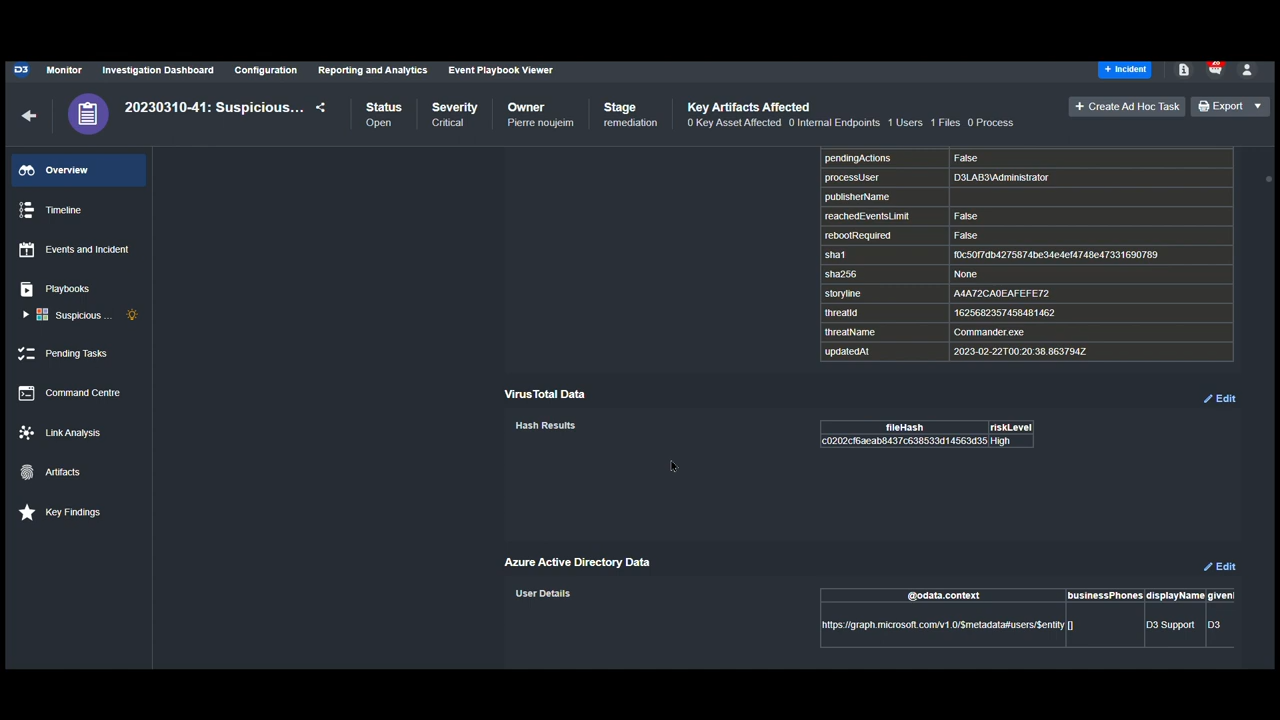 D3 Monitor Investigation Dashboard Configuration Reporting and Analytics Event Playbook Viewer + Incident
20230310-41: Suspicious... Status Severity Owner Stage Key Artifacts Affected + Create Ad Hoc Task Export
Open Critical Pierre noujeim remediation 0 Key Asset Affected 0 Internal Endpoints 1 Users 1 Files 0 Process
Overview
Timeline
Events and Incident
Playbooks
Suspicious ...
Pending Tasks
Command Centre
Link Analysis
Artifacts
Key Findings
pendingActions False
processUser D3LAB3\Administrator
publisherName
reachedEventsLimit False
rebootRequired False
sha1 f0c50f7db4275874be34e4ef4748e47331690789
sha256 None
storyline A4A72CA0EAFEFE72
threatId 1625682357458481462
threatName Commander.exe
updatedAt 2023-02-22T00:20:38.863794Z
VirusTotal Data Edit
Hash Results fileHash riskLevel
c0202cf6aeab8437c638533d14563d35 High
Azure Active Directory Data Edit
User Details @odata.context businessPhones displayName giveni
https://graph.microsoft.com/v1.0/$metadata#users/$entity [] D3 Support D3